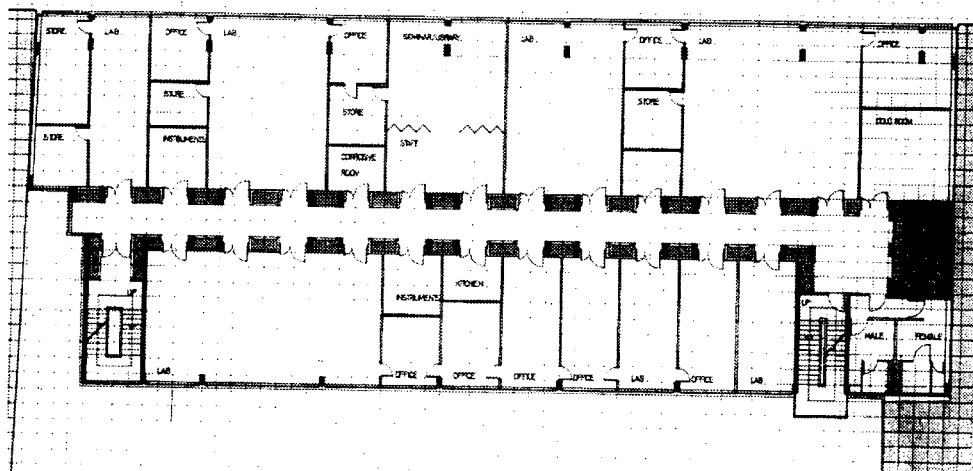 STORE
LAB
OFFICE
LAB
OFFICE
SEMINAR/LIBRARY
LAB
OFFICE
LAB
OFFICE
STORE
STORE
STORE
COLD ROOM
STORE
INSTRUMENTS
STAFF
CORROSIVE
ROOM
UP
INSTRUMENTS
KITCHEN
UP
MALE
FEMALE
LAB
OFFICE
OFFICE
OFFICE
OFFICE
LAB
OFFICE
LAB